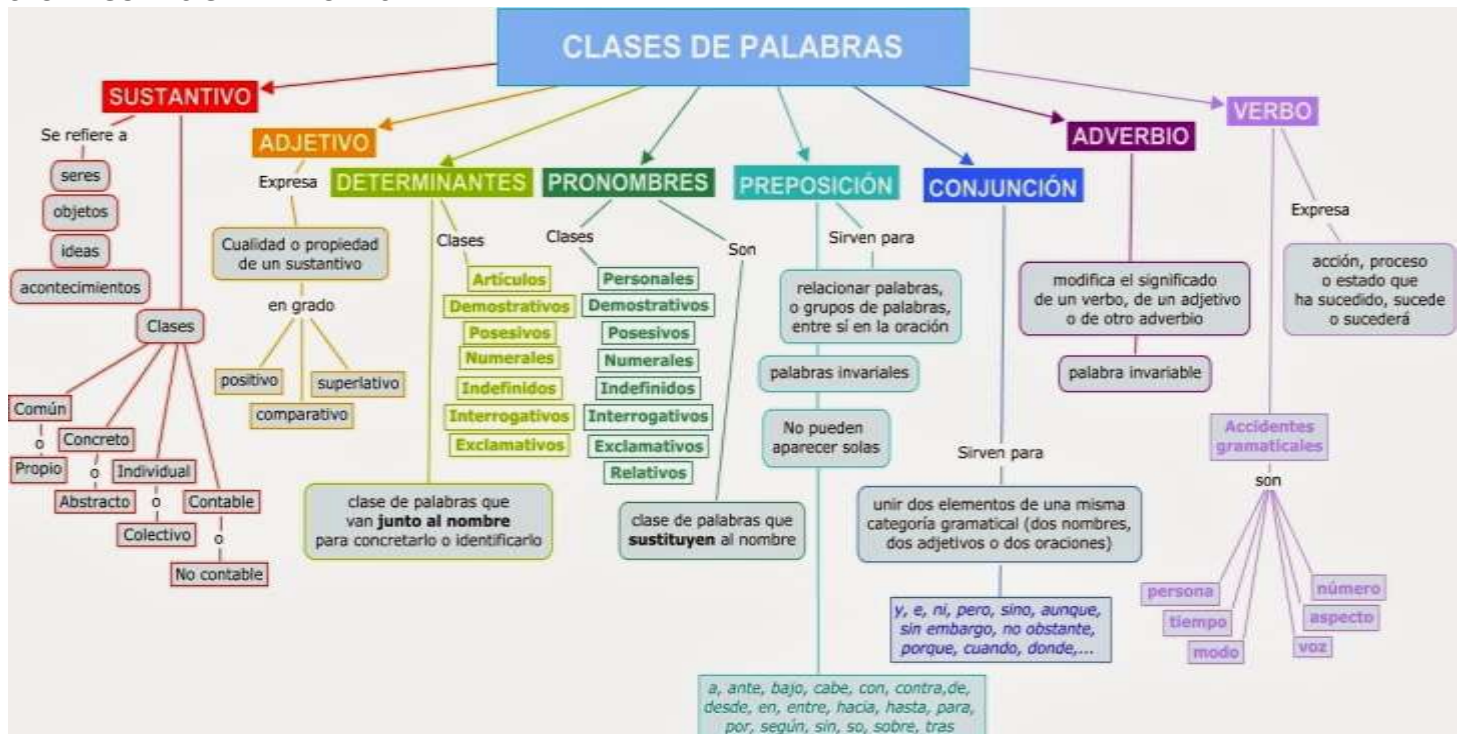 CLASES DE PALABRAS
SUSTANTIVO
Se refiere a
seres
objetos
ideas
acontecimientos
Clases
Común
o
Propio
Concreto
o
Abstracto
Individual
o
Colectivo
Contable
o
No contable
ADJETIVO
Expresa
Cualidad o propiedad
de un sustantivo
en grado
positivo
comparativo
superlativo
DETERMINANTES
Clases
Artículos
Demostrativos
Posesivos
Numerales
Indefinidos
Interrogativos
Exclamativos
clase de palabras que
van junto al nombre
para concretarlo o identificarlo
PRONOMBRES
Clases
Personales
Demostrativos
Posesivos
Numerales
Indefinidos
Interrogativos
Exclamativos
Relativos
Son
clase de palabras que
sustituyen al nombre
PREPOSICIÓN
Sirven para
relacionar palabras,
o grupos de palabras,
entre sí en la oración
palabras invariales
No pueden
aparecer solas
a, ante, bajo, cabe, con, contra,de,
desde, en, entre, hacia, hasta, para,
por, según, sin, so, sobre, tras
CONJUNCIÓN
Sirven para
unir dos elementos de una misma
categoría gramatical (dos nombres,
dos adjetivos o dos oraciones)
y, e, ni, pero, sino, aunque,
sin embargo, no obstante,
porque, cuando, donde,...
ADVERBIO
modifica el significado
de un verbo, de un adjetivo
o de otro adverbio
palabra invariable
VERBO
Expresa
acción, proceso
o estado que
ha sucedido, sucede
o sucederá
Accidentes
gramaticales
son
persona
tiempo
modo
voz
aspecto
número